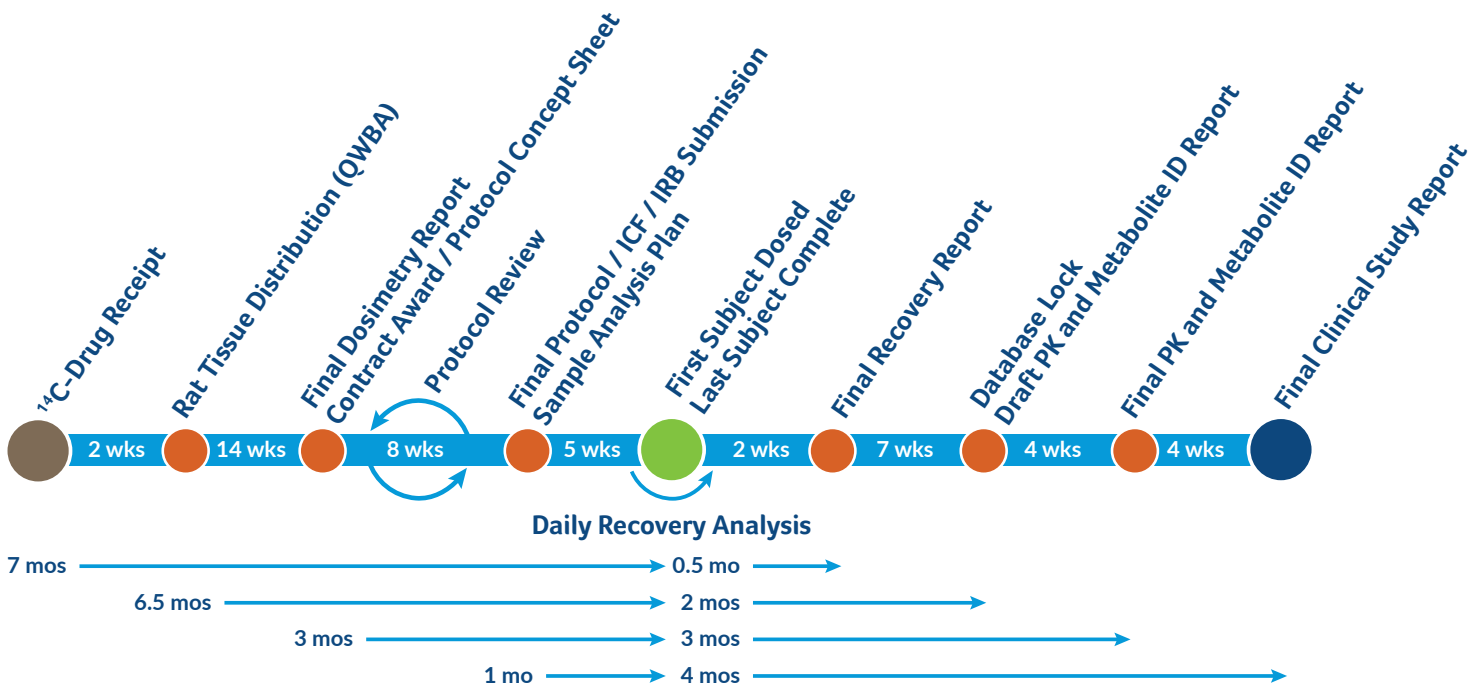 ¹⁴C-Drug Receipt
Rat Tissue Distribution (QWBA)
Final Dosimetry Report
Contract Award / Protocol Concept Sheet
Protocol Review
Final Protocol / ICF / IRB Submission
Sample Analysis Plan
First Subject Dosed
Last Subject Complete
Final Recovery Report
Database Lock
Draft PK and Metabolite ID Report
Final PK and Metabolite ID Report
Final Clinical Study Report
2 wks
14 wks
8 wks
5 wks
2 wks
7 wks
4 wks
4 wks
Daily Recovery Analysis
7 mos
0.5 mo
6.5 mos
2 mos
3 mos
3 mos
1 mo
4 mos